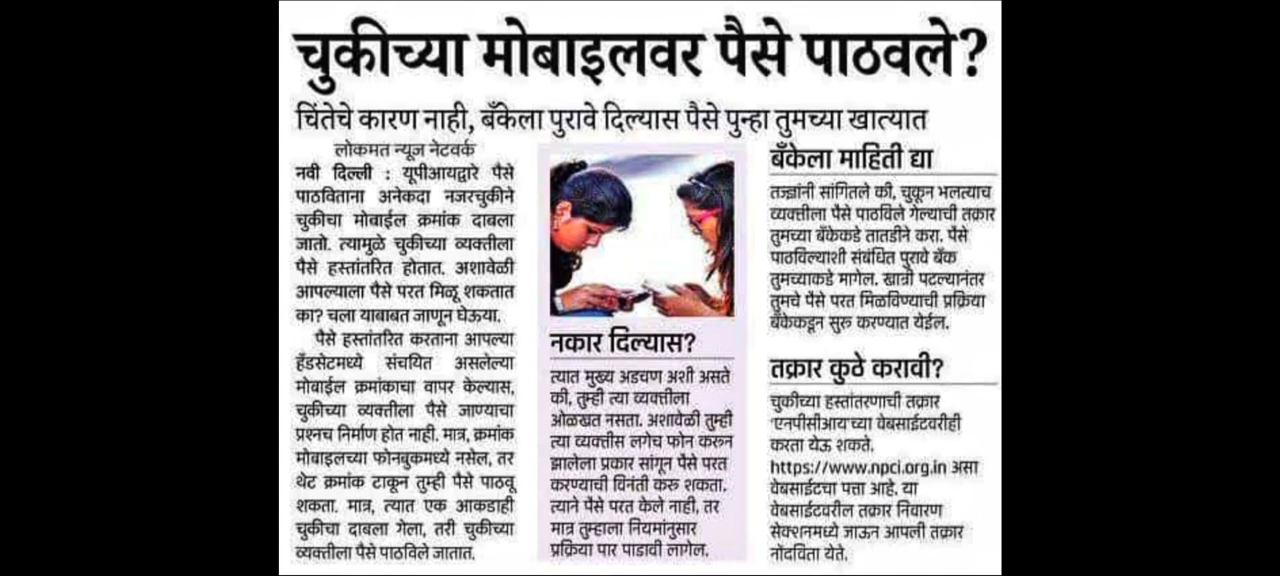 चुकीच्या मोबाइलवर पैसे पाठवले?
चिंतेचे कारण नाही, बँकेला पुरावे दिल्यास पैसे पुन्हा तुमच्या खात्यात
लोकमत न्यूज नेटवर्क
नवी दिल्ली : यूपीआयद्वारे पैसे
पाठविताना अनेकदा नजरचुकीने
चुकीचा मोबाईल क्रमांक दाबला
जातो. त्यामुळे चुकीच्या व्यक्तीला
पैसे हस्तांतरित होतात. अशावेळी
आपल्याला पैसे परत मिळू शकतात
का? चला याबाबत जाणून घेऊया.
पैसे हस्तांतरित करताना आपल्या
हँडसेटमध्ये संचयित असलेल्या
मोबाईल क्रमांकाचा वापर केल्यास,
चुकीच्या व्यक्तीला पैसे जाण्याचा
प्रश्नच निर्माण होत नाही. मात्र, क्रमांक
मोबाइलच्या फोनबुकमध्ये नसेल, तर
थेट क्रमांक टाकून तुम्ही पैसे पाठवू
शकता. मात्र, त्यात एक आकडाही
चुकीचा दाबला गेला, तरी चुकीच्या
व्यक्तीला पैसे पाठविले जातात.
नकार दिल्यास?
त्यात मुख्य अडचण अशी असते
की, तुम्ही त्या व्यक्तीला
ओळखत नसता. अशावेळी तुम्ही
त्या व्यक्तीस लगेच फोन करून
झालेला प्रकार सांगून पैसे परत
करण्याची विनंती करू शकता.
त्याने पैसे परत केले नाही, तर
मात्र तुम्हाला नियमांनुसार
प्रक्रिया पार पाडावी लागेल.
बँकेला माहिती द्या
तज्ज्ञांनी सांगितले की, चुकून भलत्याच
व्यक्तीला पैसे पाठविले गेल्याची तक्रार
तुमच्या बँकेकडे तातडीने करा. पैसे
पाठविल्याशी संबंधित पुरावे बँक
तुमच्याकडे मागेल. खात्री पटल्यानंतर
तुमचे पैसे परत मिळविण्याची प्रक्रिया
बँकेकडून सुरु करण्यात येईल.
तक्रार कुठे करावी?
चुकीच्या हस्तांतरणाची तक्रार
'एनपीसीआय'च्या वेबसाईटवरीही
करता येऊ शकते.
https://www.npci.org.in असा
वेबसाईटचा पत्ता आहे. या
वेबसाईटवरील तक्रार निवारण
सेक्शनमध्ये जाऊन आपली तक्रार
नोंदविता येते.